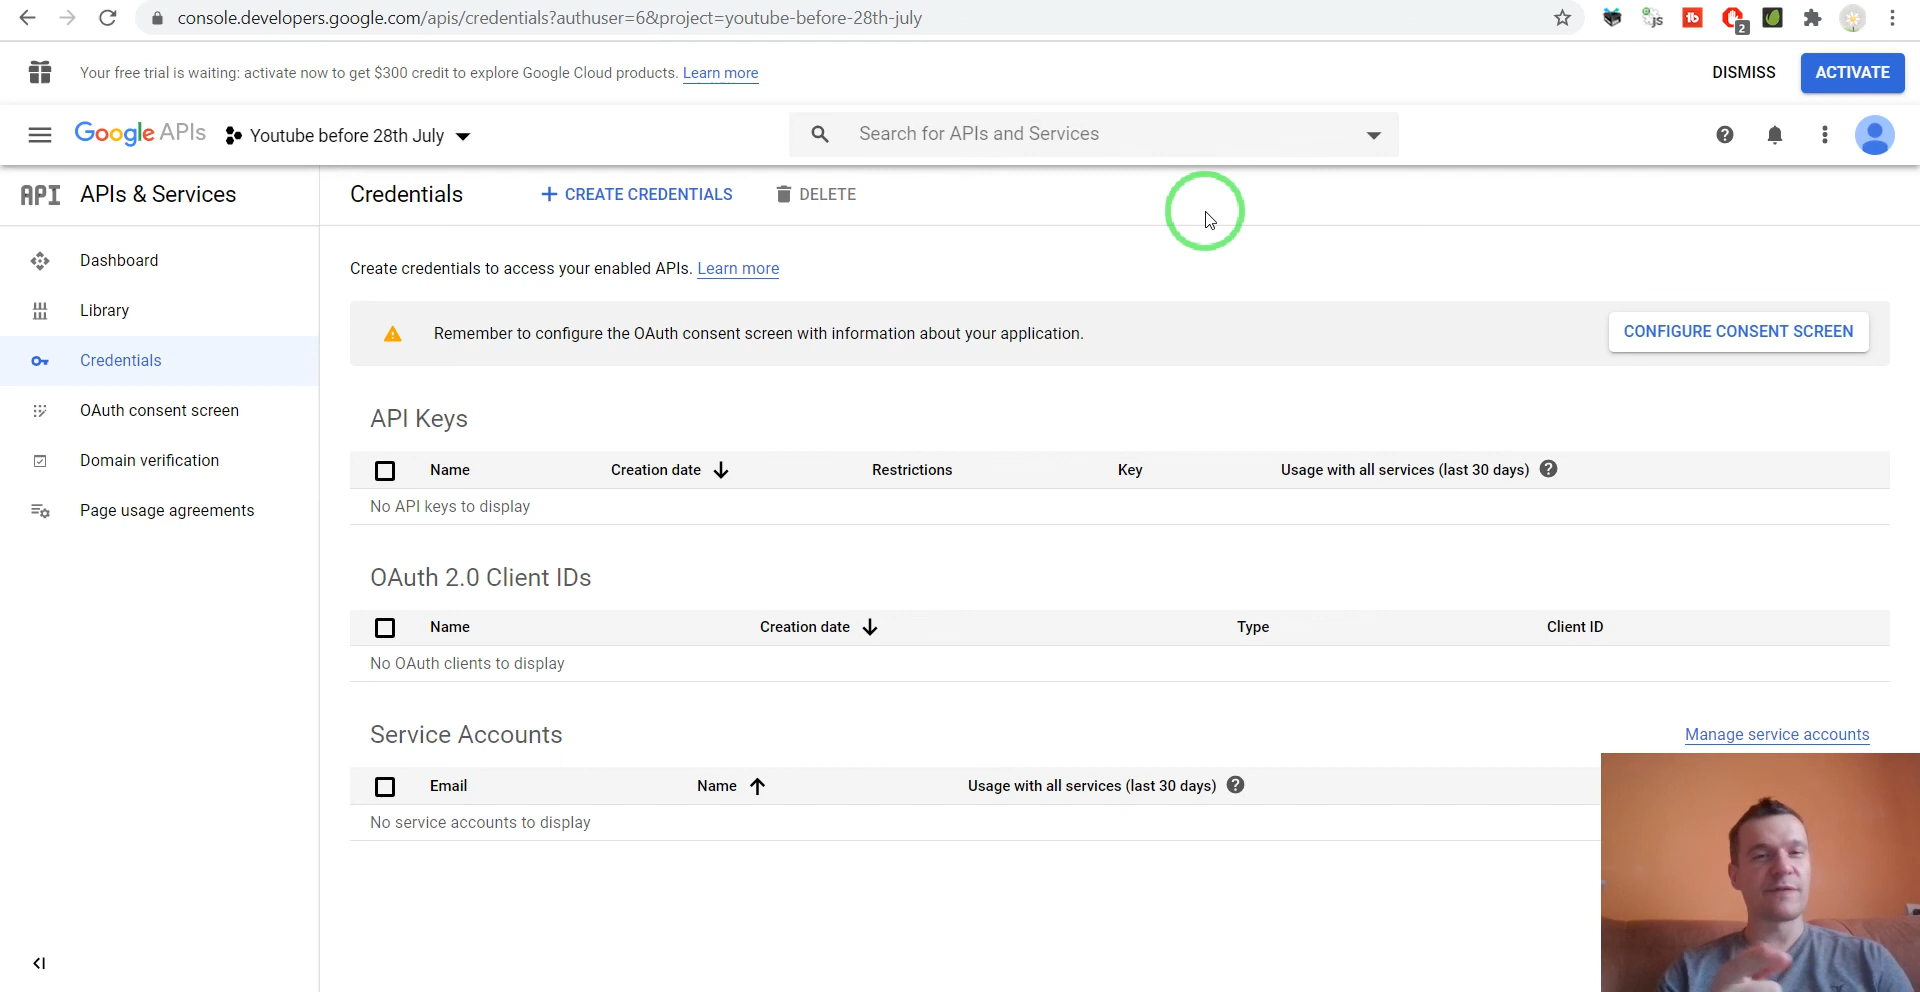 console.developers.google.com/apis/credentials?authuser=6&project=youtube-before-28th-july
js
tb
2
Your free trial is waiting: activate now to get $300 credit to explore Google Cloud products. Learn more
DISMISS
ACTIVATE
Google APIs
Youtube before 28th July
Search for APIs and Services
API APIs & Services
Credentials
CREATE CREDENTIALS
DELETE
Dashboard
Library
Credentials
OAuth consent screen
Domain verification
Page usage agreements
Create credentials to access your enabled APIs. Learn more
Remember to configure the OAuth consent screen with information about your application.
CONFIGURE CONSENT SCREEN
API Keys
Name Creation date Restrictions Key Usage with all services (last 30 days)
No API keys to display
OAuth 2.0 Client IDs
Name Creation date Type Client ID
No OAuth clients to display
Service Accounts
Manage service accounts
Email Name Usage with all services (last 30 days)
No service accounts to display